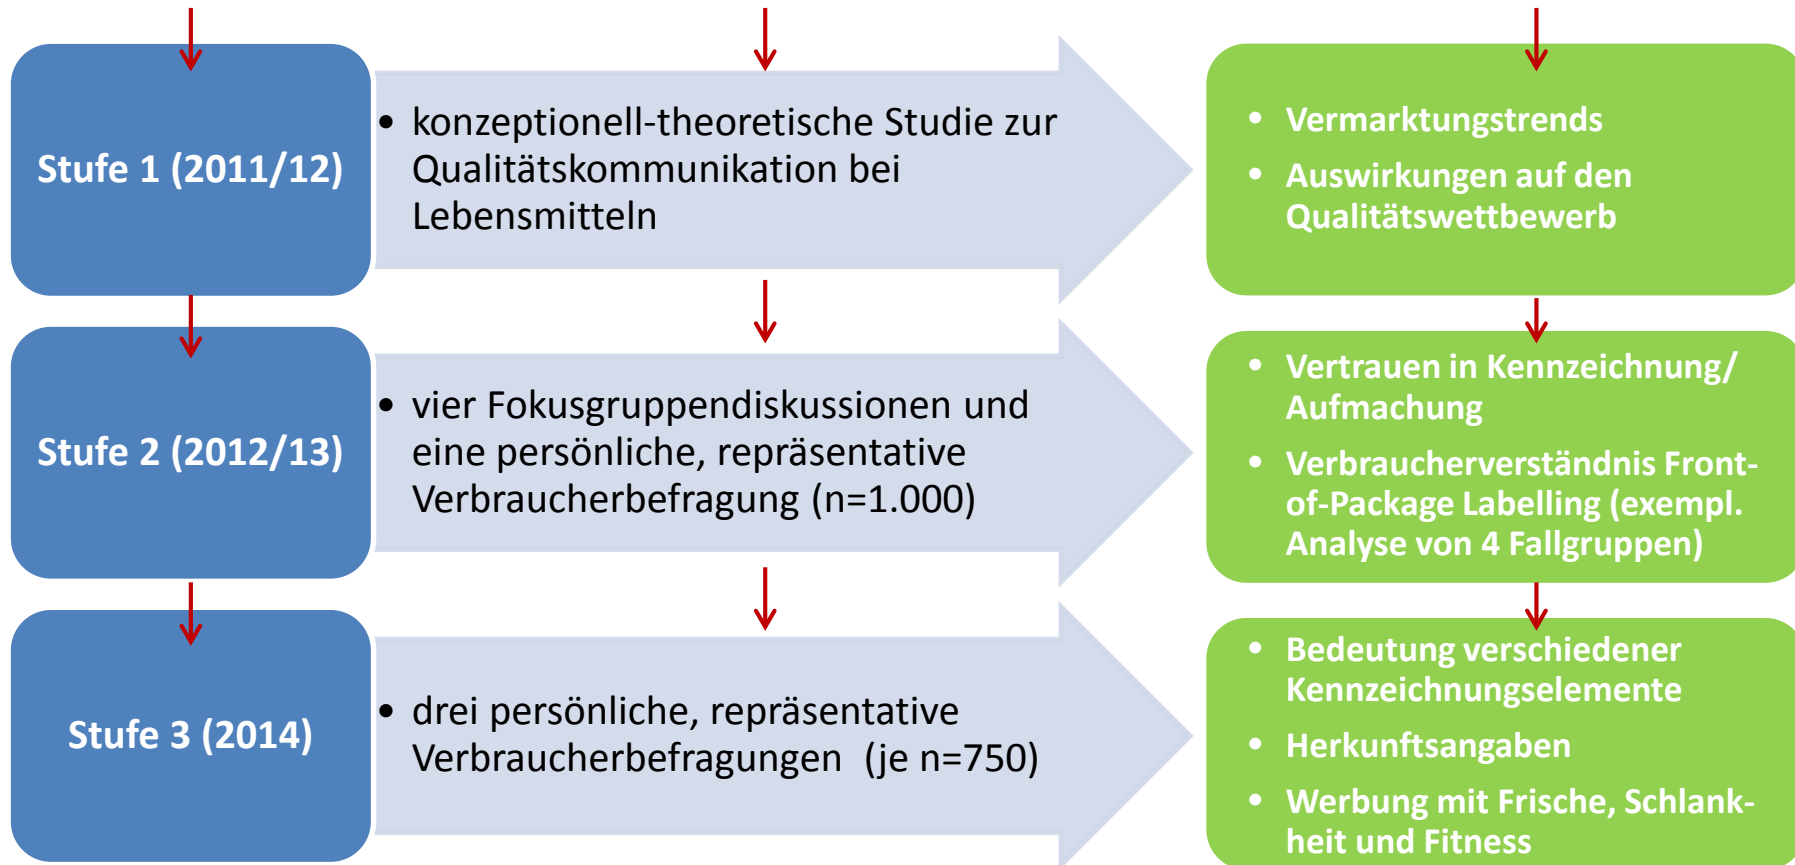 Stufe 1 (2011/12)
• konzeptionell-theoretische Studie zur
Qualitätskommunikation bei
Lebensmitteln
• Vermarktungstrends
• Auswirkungen auf den
Qualitätswettbewerb
Stufe 2 (2012/13)
• vier Fokusgruppendiskussionen und
eine persönliche, repräsentative
Verbraucherbefragung (n=1.000)
• Vertrauen in Kennzeichnung/
Aufmachung
• Verbraucherverständnis Front-
of-Package Labelling (exempl.
Analyse von 4 Fallgruppen)
Stufe 3 (2014)
• drei persönliche, repräsentative
Verbraucherbefragungen (je n=750)
• Bedeutung verschiedener
Kennzeichnungselemente
• Herkunftsangaben
• Werbung mit Frische, Schlank-
heit und Fitness